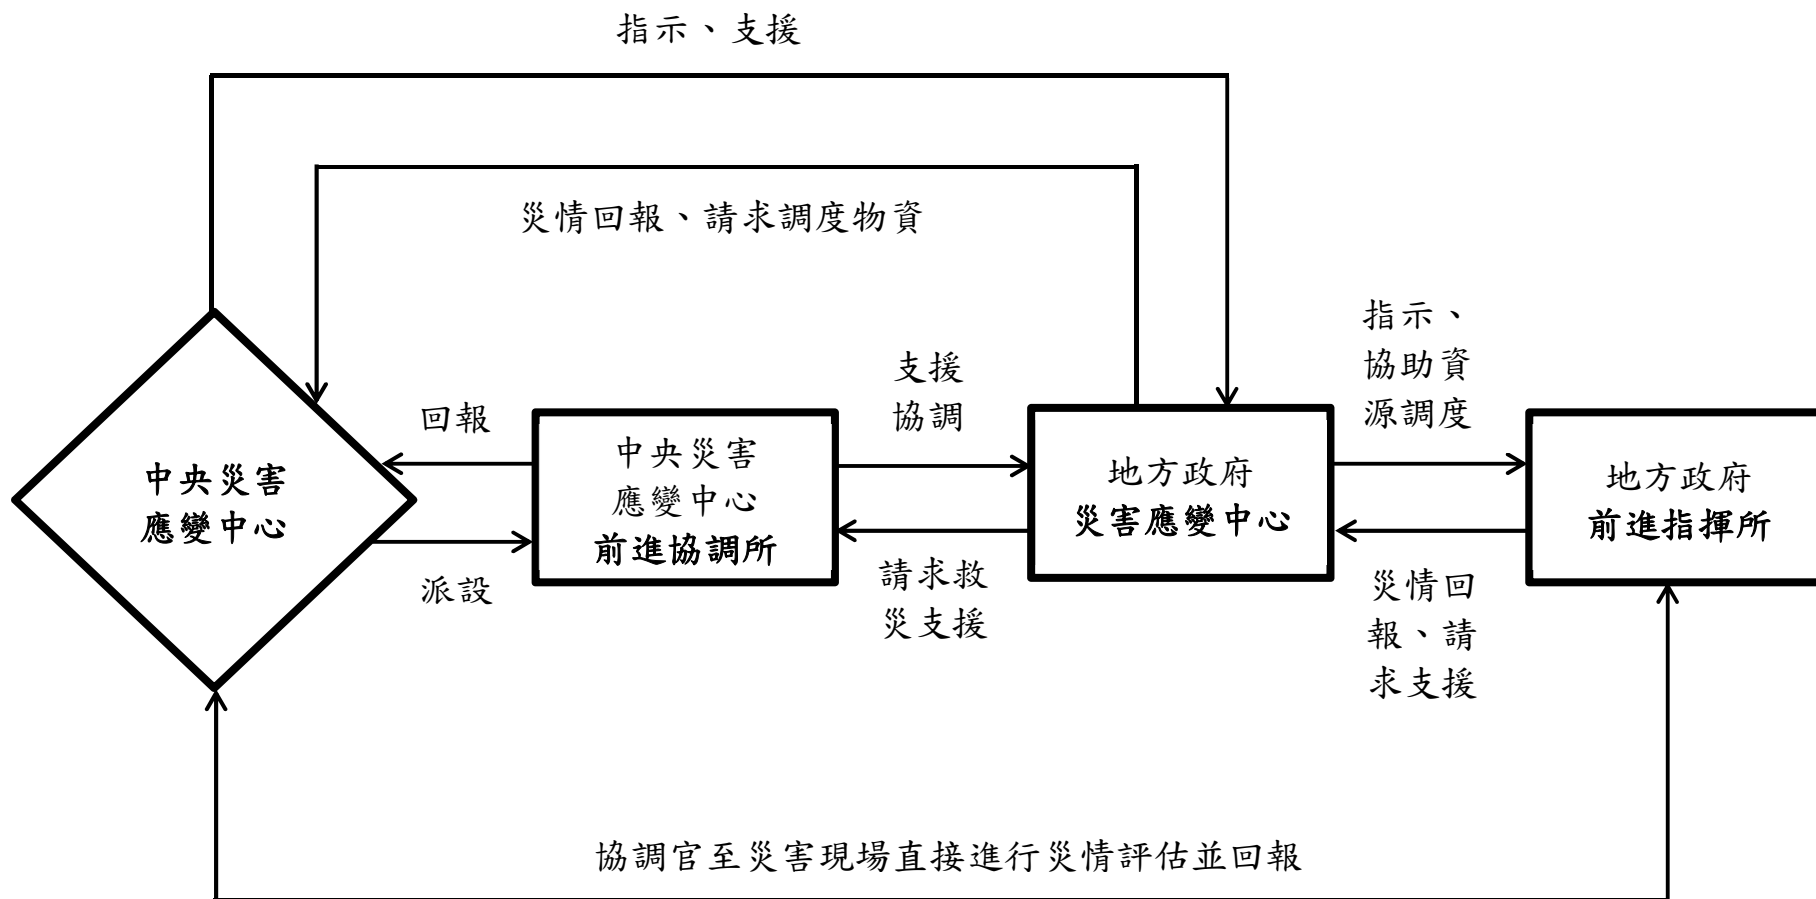 指示、支援
災情回報、請求調度物資
指示、
協助資
源調度
支援
協調
回報
中央災害
應變中心
中央災害
應變中心
前進協調所
地方政府
災害應變中心
地方政府
前進指揮所
派設
請求救
災支援
災情回
報、請
求支援
協調官至災害現場直接進行災情評估並回報